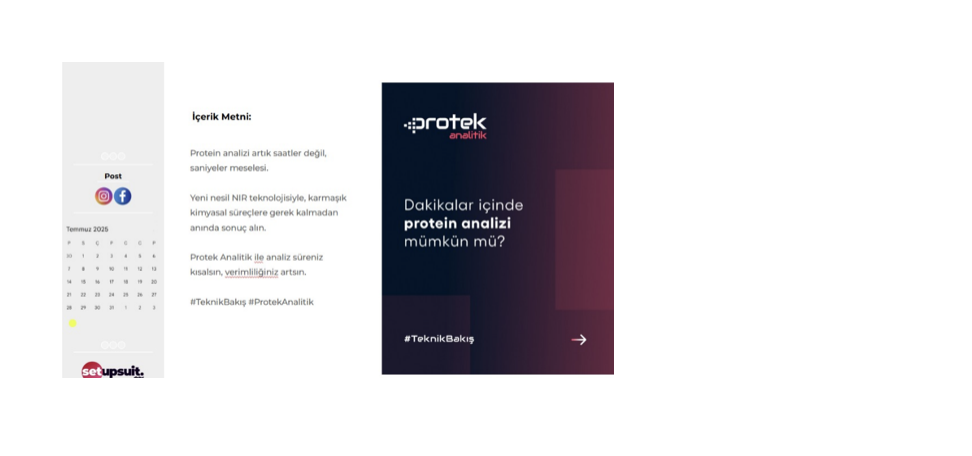 Post
Temmuz 2025
P S Ç P C C P
30 1 2 3 4 5 6
7 8 9 10 11 12 13
14 15 16 17 18 19 20
21 22 23 24 25 26 27
28 29 30 31 1 2 3
setupsuit.
İçerik Metni:
Protein analizi artık saatler değil,
saniyeler meselesi.
Yeni nesil NIR teknolojisiyle, karmaşık
kimyasal süreçlere gerek kalmadan
anında sonuç alın.
Protek Analitik ile analiz süreniz
kısalsın, verimliliğiniz artsın.
#TeknikBakış #ProtekAnalitik
protek
analitik
Dakikalar içinde
protein analizi
mümkün mü?
#TeknikBakış